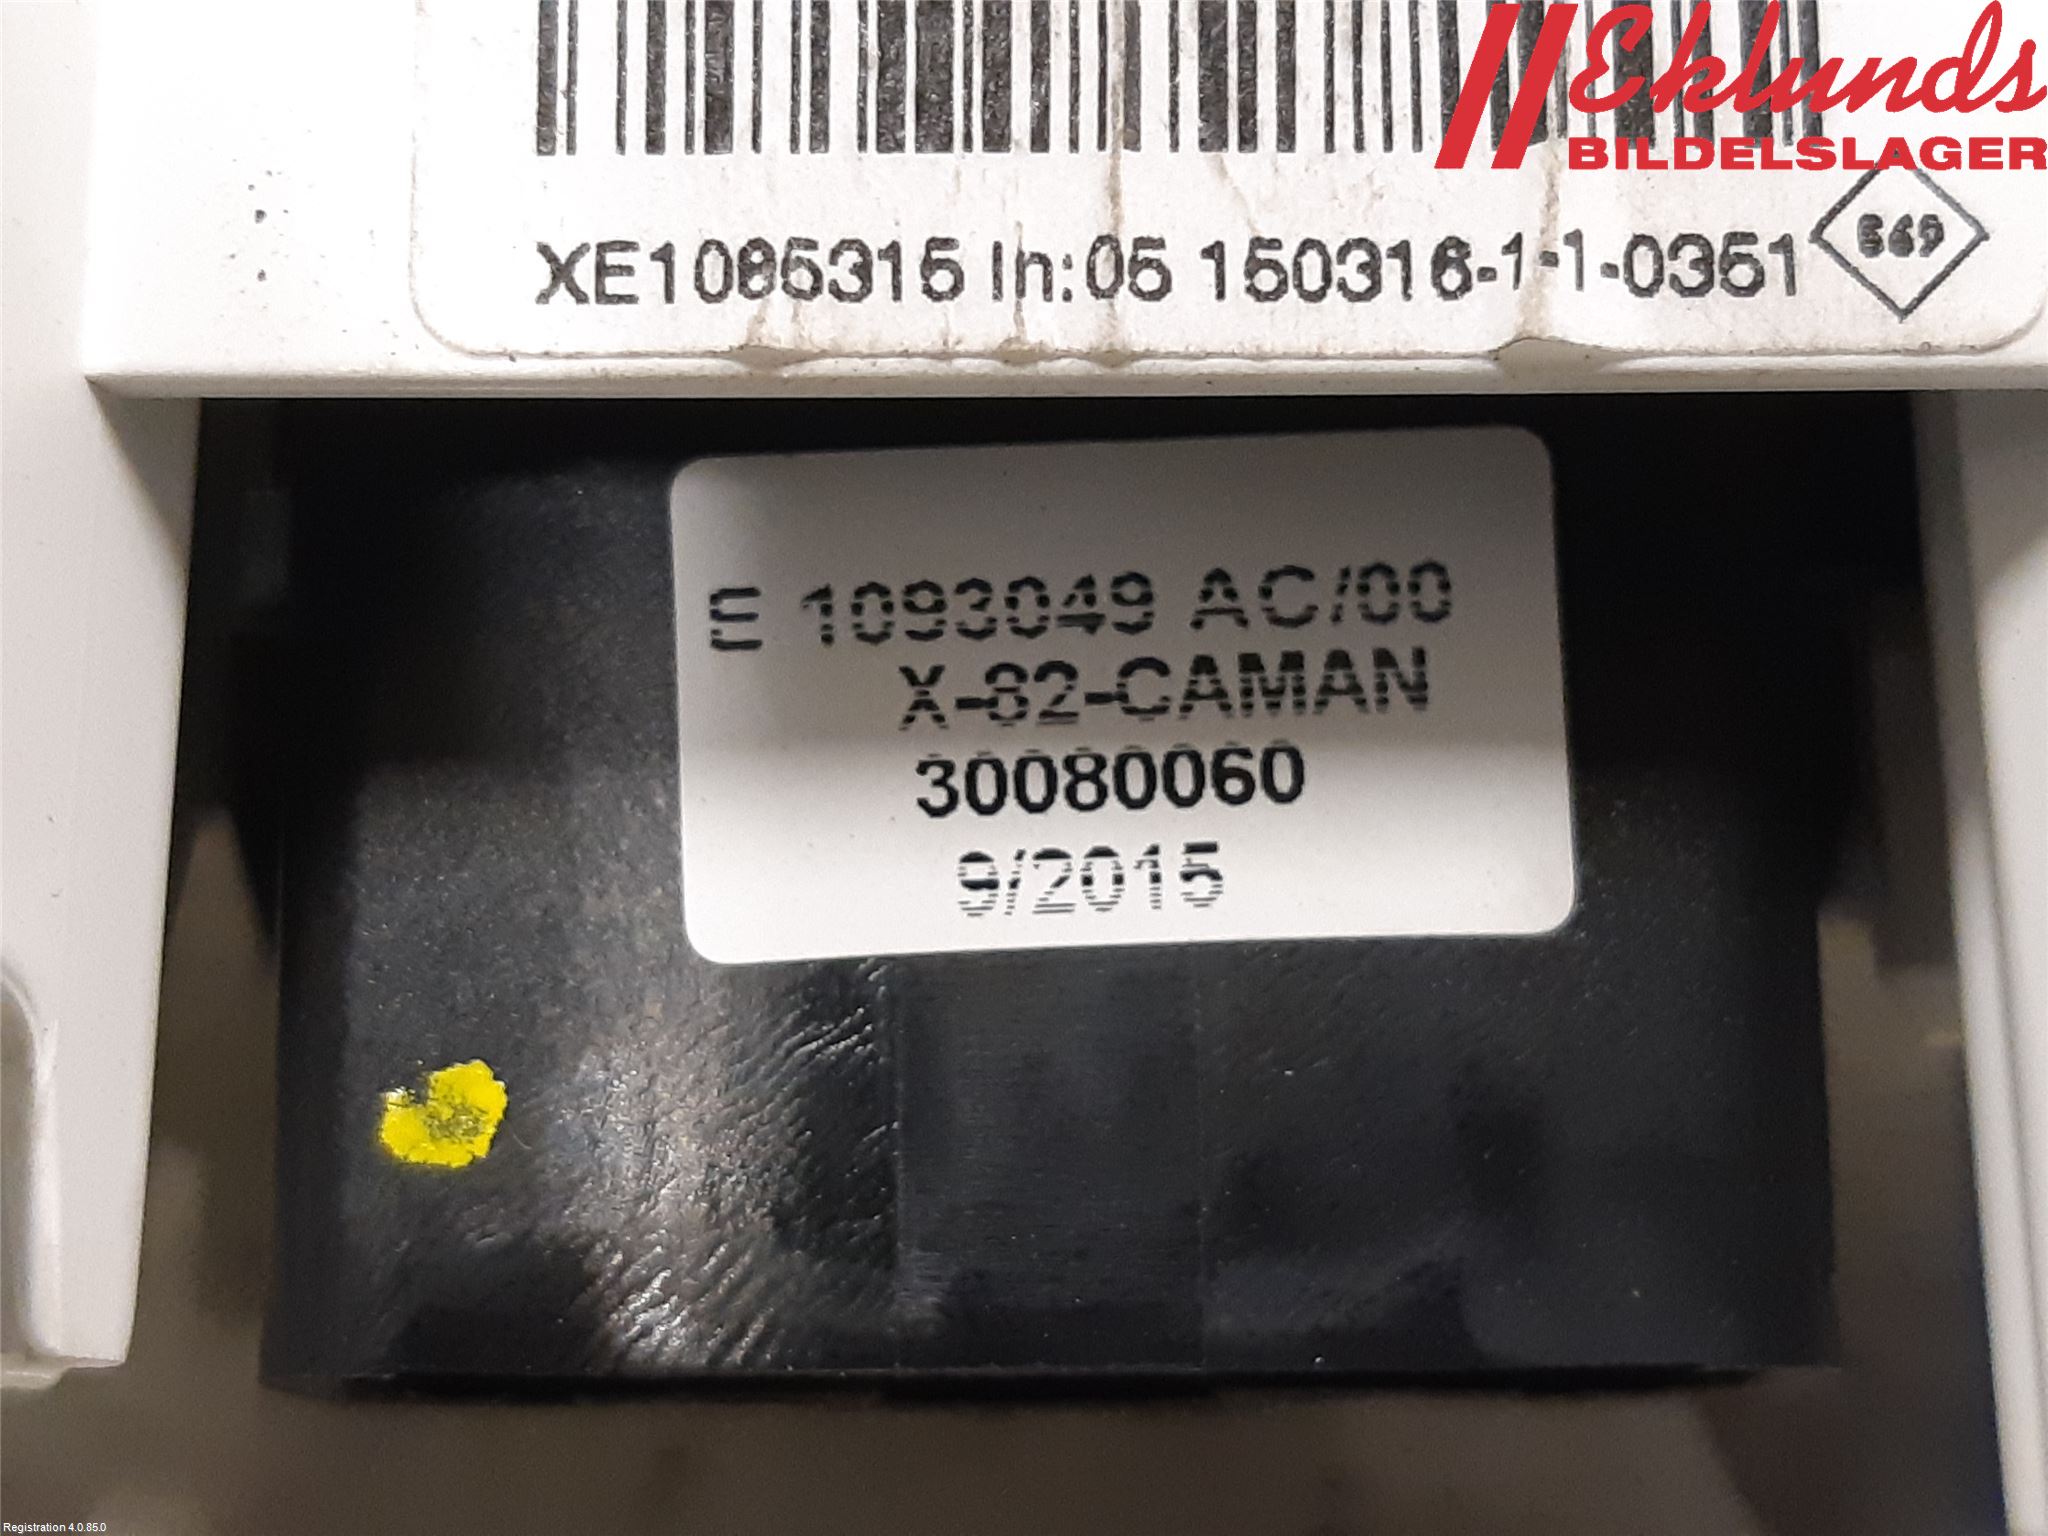 Eklunds
BILDELSLAGER
XE1085315 In:05 150316-1-1-0351
569
E 1093049 AC/00
X-82-CAMAN
30080060
9/2015
Registration 4.0.85.0